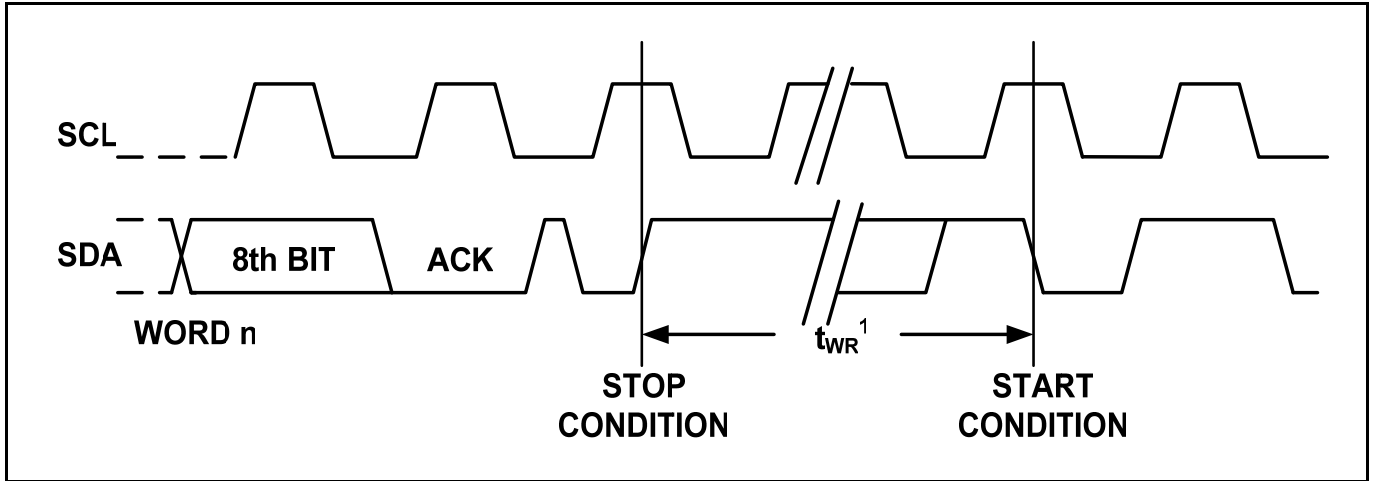 SCL
SDA
8th BIT
ACK
WORD n
tWR1
STOP
CONDITION
START
CONDITION